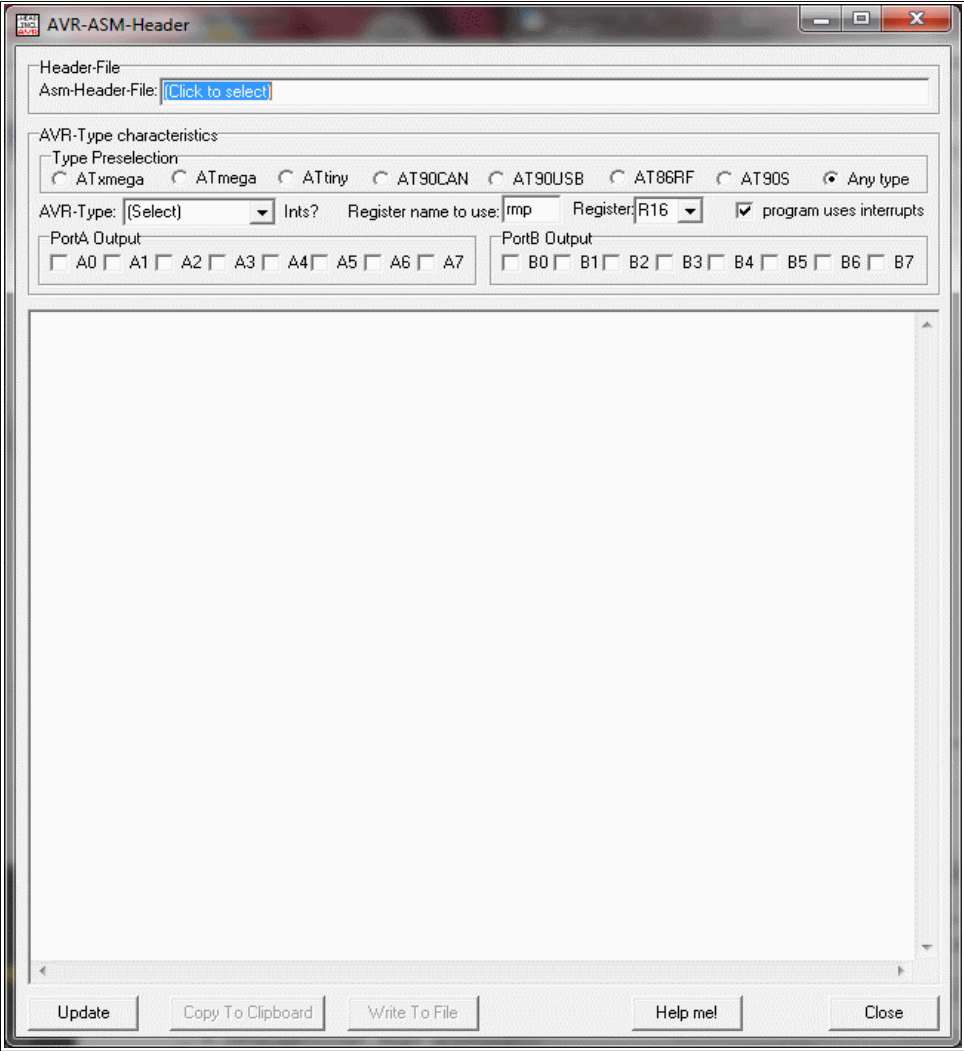 AVR-ASM-Header
Header-File
Asm-Header-File: (Click to select)
AVR-Type characteristics
Type Preselection
ATxmega ATmega ATtiny AT90CAN AT90USB AT86RF AT90S Any type
AVR-Type: (Select) Ints? Register name to use: rmp Register: R16 program uses interrupts
PortA Output PortB Output
A0 A1 A2 A3 A4 A5 A6 A7 B0 B1 B2 B3 B4 B5 B6 B7
Update Copy To Clipboard Write To File Help me! Close